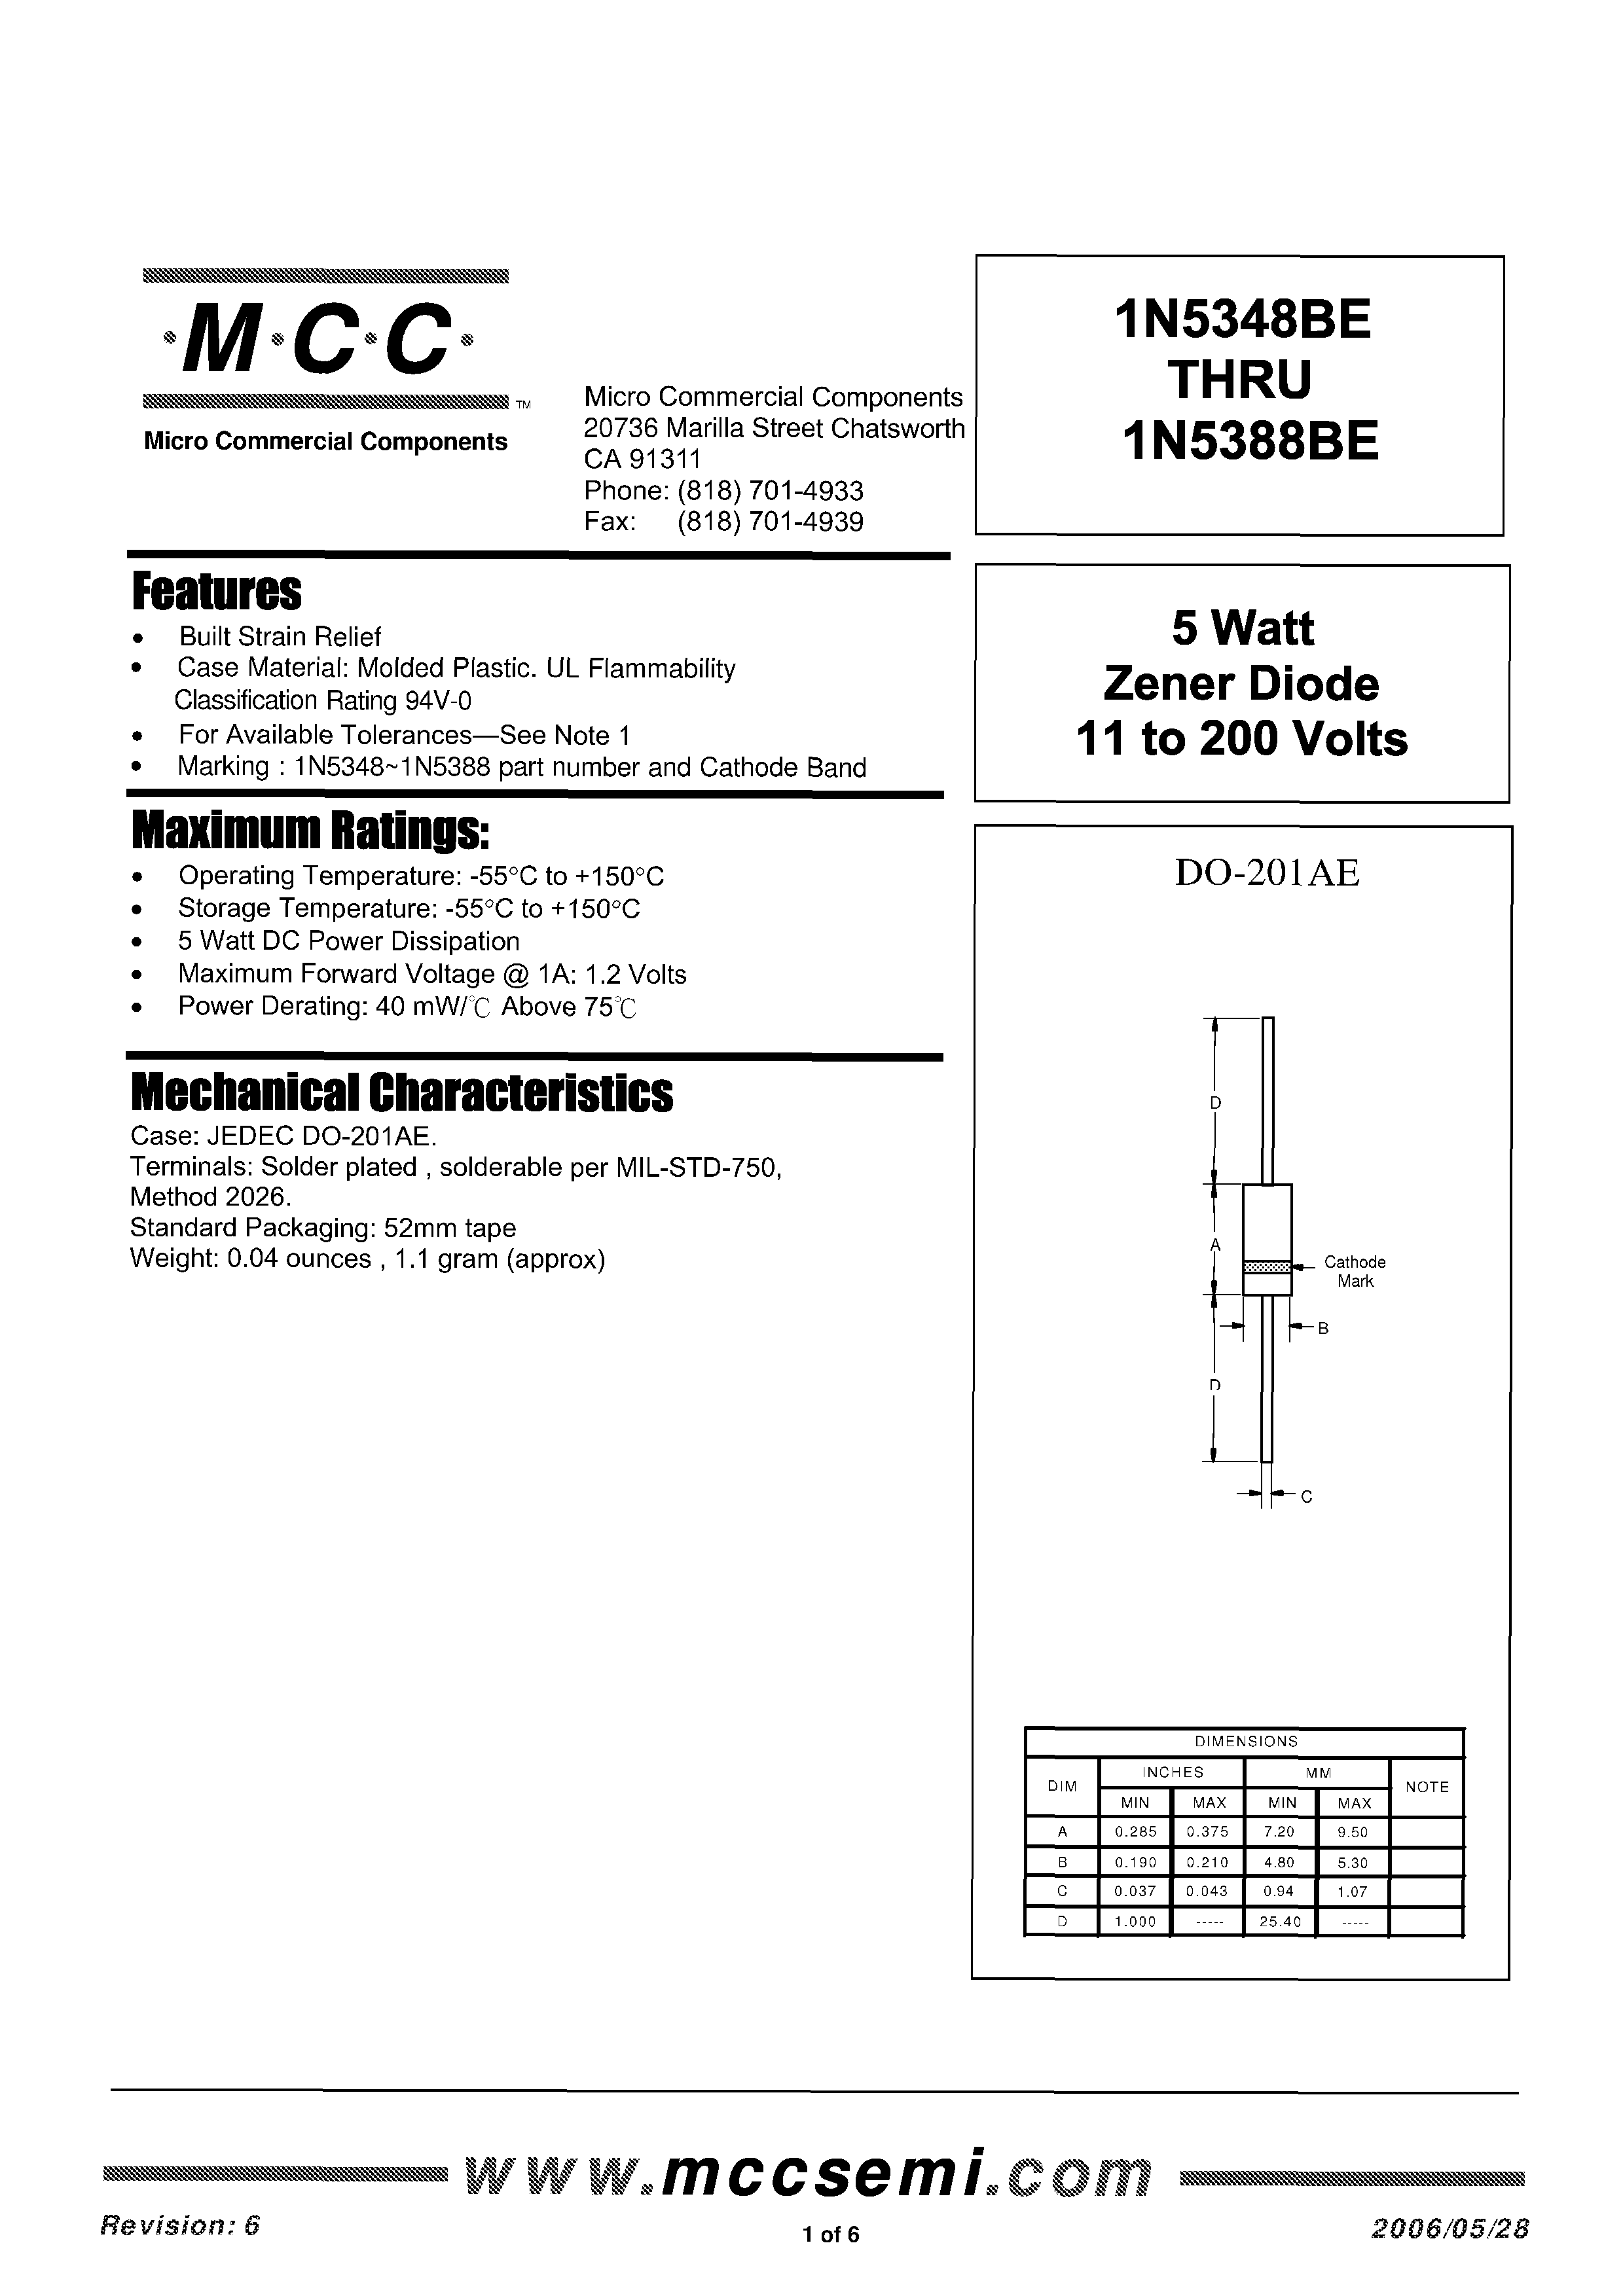 ·M·C·C·
TM
Micro Commercial Components
Micro Commercial Components
20736 Marilla Street Chatsworth
CA 91311
Phone: (818) 701-4933
Fax: (818) 701-4939
1N5348BE
THRU
1N5388BE
Features
• Built Strain Relief
• Case Material: Molded Plastic. UL Flammability
Classification Rating 94V-0
• For Available Tolerances—See Note 1
• Marking : 1N5348~1N5388 part number and Cathode Band
5 Watt
Zener Diode
11 to 200 Volts
Maximum Ratings:
• Operating Temperature: -55°C to +150°C
• Storage Temperature: -55°C to +150°C
• 5 Watt DC Power Dissipation
• Maximum Forward Voltage @ 1A: 1.2 Volts
• Power Derating: 40 mW/℃ Above 75℃
Mechanical Characteristics
Case: JEDEC DO-201AE.
Terminals: Solder plated , solderable per MIL-STD-750,
Method 2026.
Standard Packaging: 52mm tape
Weight: 0.04 ounces , 1.1 gram (approx)
DO-201AE
D
A
Cathode
Mark
B
D
C
DIMENSIONS
DIM INCHES MM NOTE
MIN MAX MIN MAX
A 0.285 0.375 7.20 9.50
B 0.190 0.210 4.80 5.30
C 0.037 0.043 0.94 1.07
D 1.000 ----- 25.40 -----
www.mccsemi.com
Revision: 6
1 of 6
2006/05/28